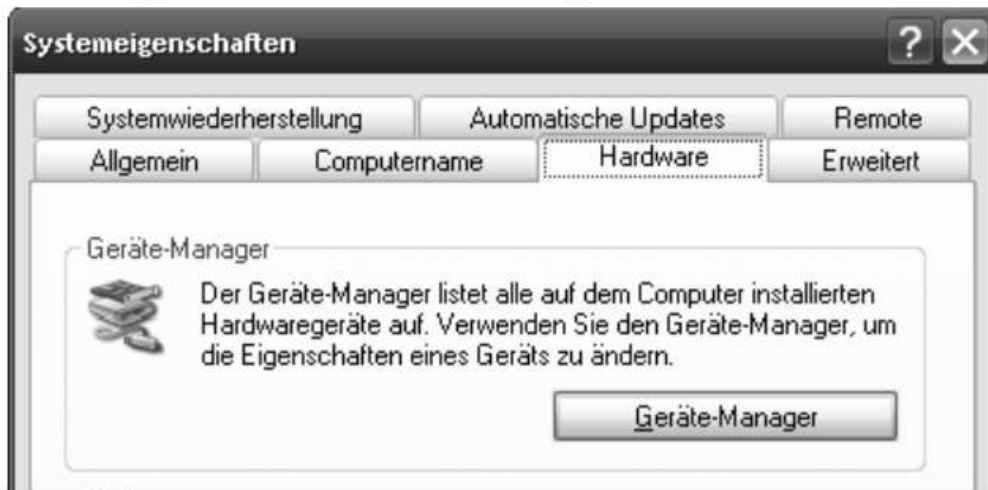 Systemeigenschaften
Systemwiederherstellung Automatische Updates Remote
Allgemein Computername Hardware Erweitert
Geräte-Manager
Der Geräte-Manager listet alle auf dem Computer installierten
Hardwaregeräte auf. Verwenden Sie den Geräte-Manager, um
die Eigenschaften eines Geräts zu ändern.
Geräte-Manager